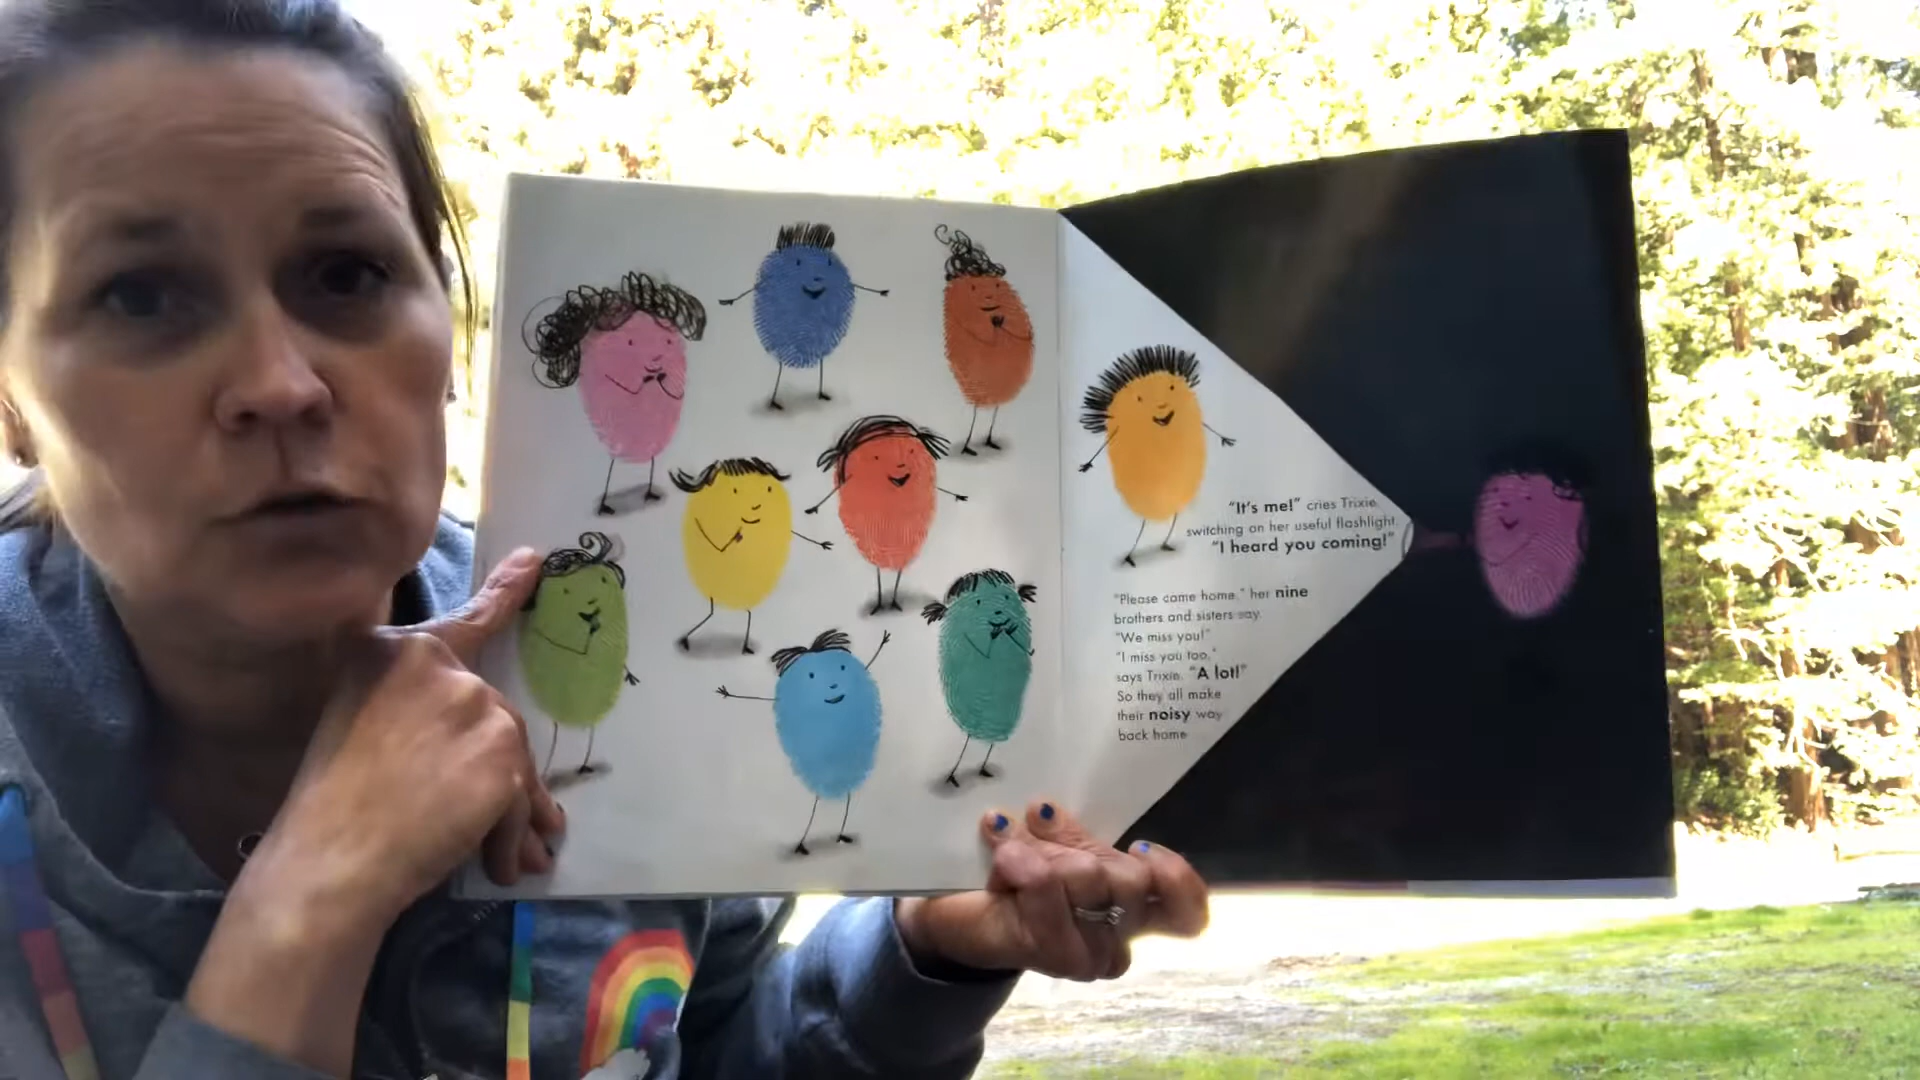 "It's me!" cries Trixie,
switching on her useful flashlight.
"I heard you coming!"
"Please come home," her nine
brothers and sisters say.
"We miss you!"
"I miss you too,"
says Trixie. "A lot!"
So they all make
their noisy way
back home.